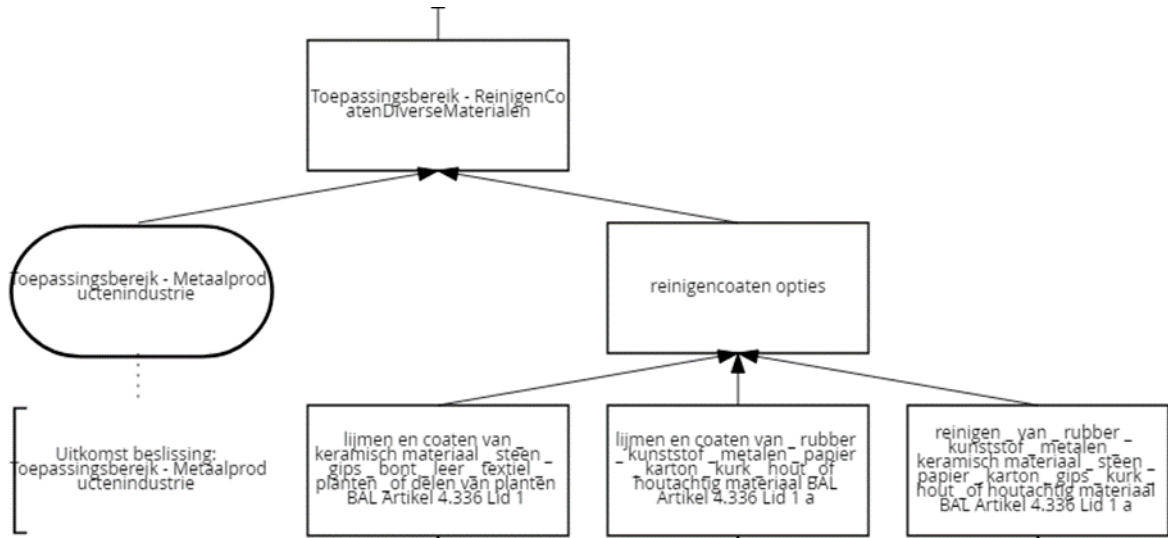 Toepassingsbereik - ReinigenCo
atenDiverseMaterialen
Toepassingsbereik - Metaalprod
uctenindustrie
reinigencoaten opties
Uitkomst beslissing:
Toepassingsbereik - Metaalprod
uctenindustrie
lijmen en coaten van _
keramisch materiaal _ steen _
gips _ bont _ leer _ textiel _
planten _ of delen van planten
BAL Artikel 4.336 Lid 1
lijmen en coaten van _ rubber
_ kunststof _ metalen _ papier
_ karton _ kurk _ hout _ of
houtachtig materiaal BAL
Artikel 4.336 Lid 1 a
reinigen _ van _ rubber _
kunststof _ metalen _
keramisch materiaal _ steen _
papier _ karton _ gips _ kurk _
hout _ of houtachtig materiaal
BAL Artikel 4.336 Lid 1 a